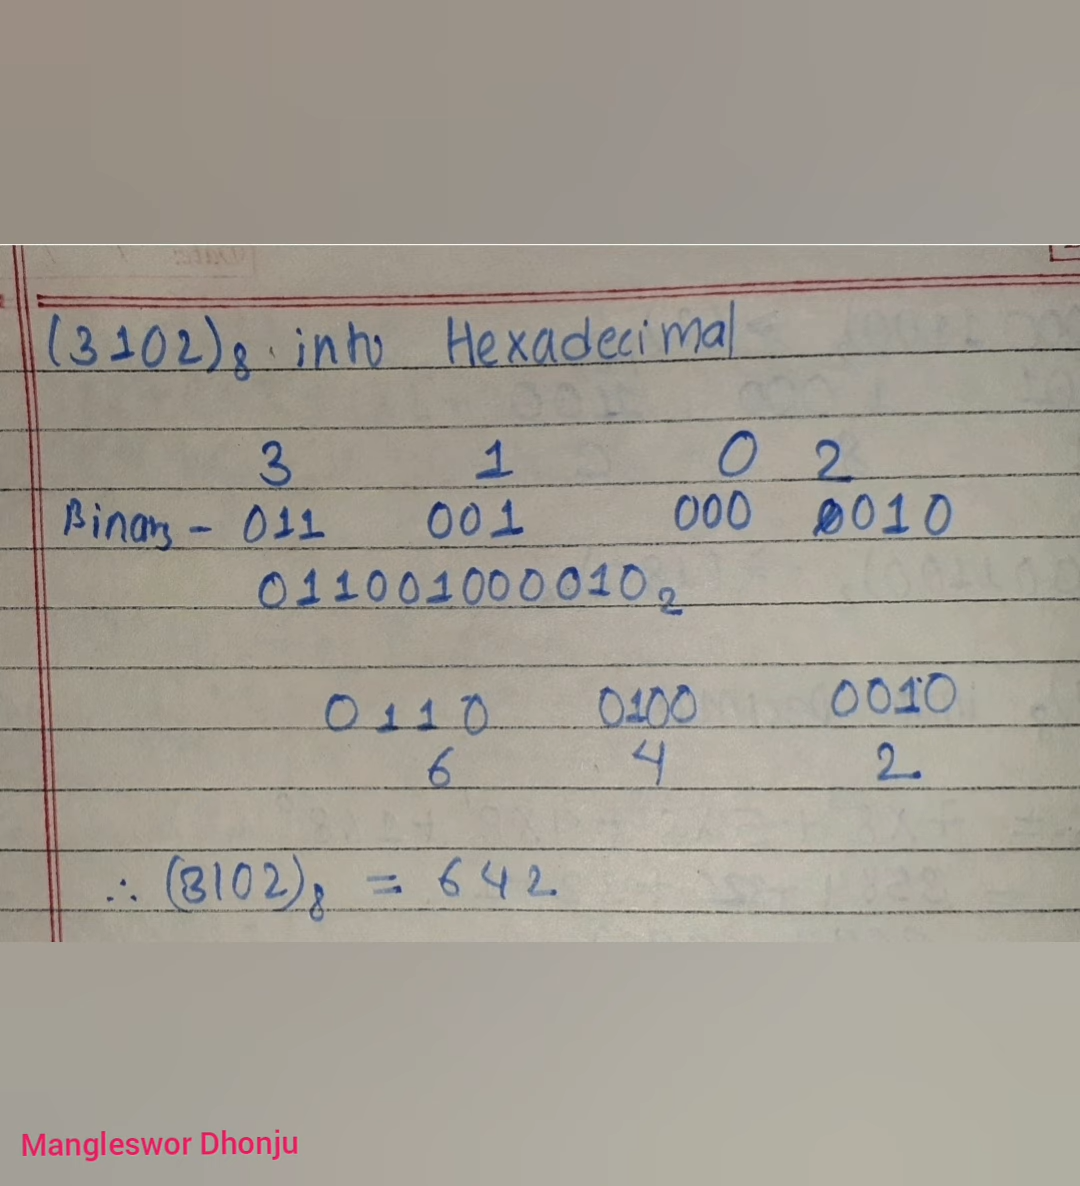 (3102)₈ into Hexadecimal
3 1 0 2
Binary - 011 001 000 010
011001000010₂
0110 0100 0010
6 4 2
∴ (3102)₈ = 642
Mangleswor Dhonju